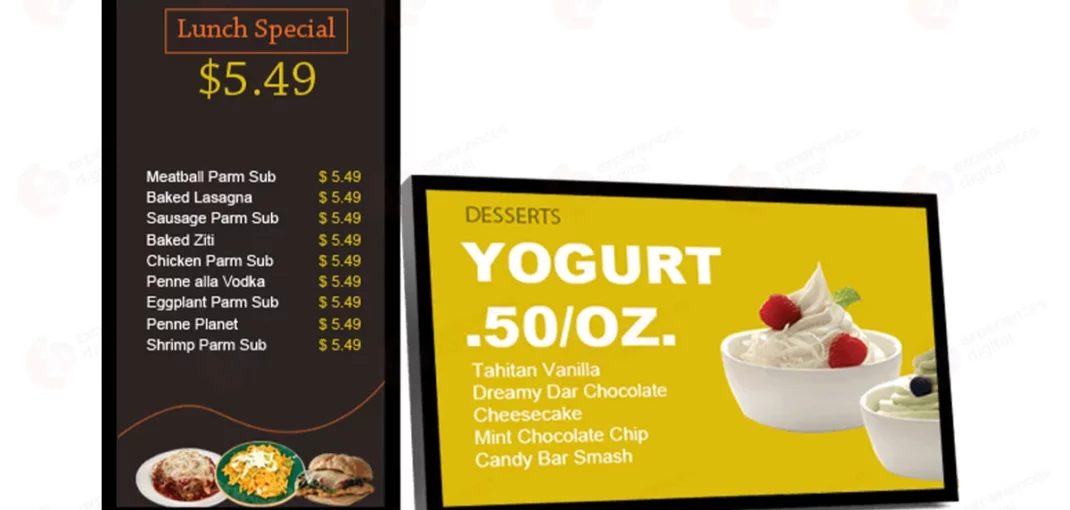 Lunch Special
$5.49
Meatball Parm Sub $ 5.49
Baked Lasagna $ 5.49
Sausage Parm Sub $ 5.49
Baked Ziti $ 5.49
Chicken Parm Sub $ 5.49
Penne alla Vodka $ 5.49
Eggplant Parm Sub $ 5.49
Penne Planet $ 5.49
Shrimp Parm Sub $ 5.49
DESSERTS
YOGURT
.50/OZ.
Tahitan Vanilla
Dreamy Dar Chocolate
Cheesecake
Mint Chocolate Chip
Candy Bar Smash